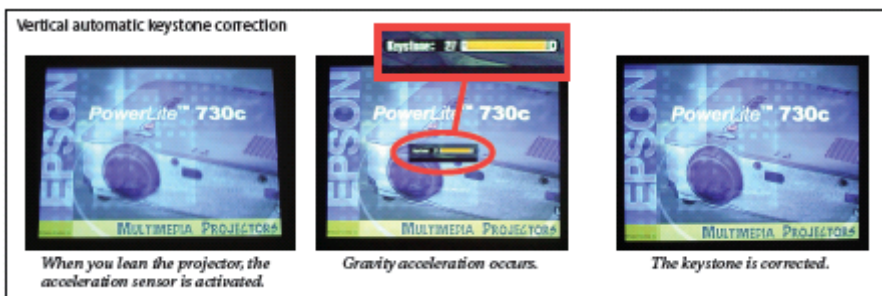 Vertical automatic keystone correction
Keystone: 27
EPSON
PowerLite™ 730c
MULTIMEDIA PROJECTORS
EPSON
PowerLite™ 730c
Keystone:
MULTIMEDIA PROJECTORS
EPSON
PowerLite™ 730c
MULTIMEDIA PROJECTORS
When you lean the projector, the
acceleration sensor is activated.
Gravity acceleration occurs.
The keystone is corrected.